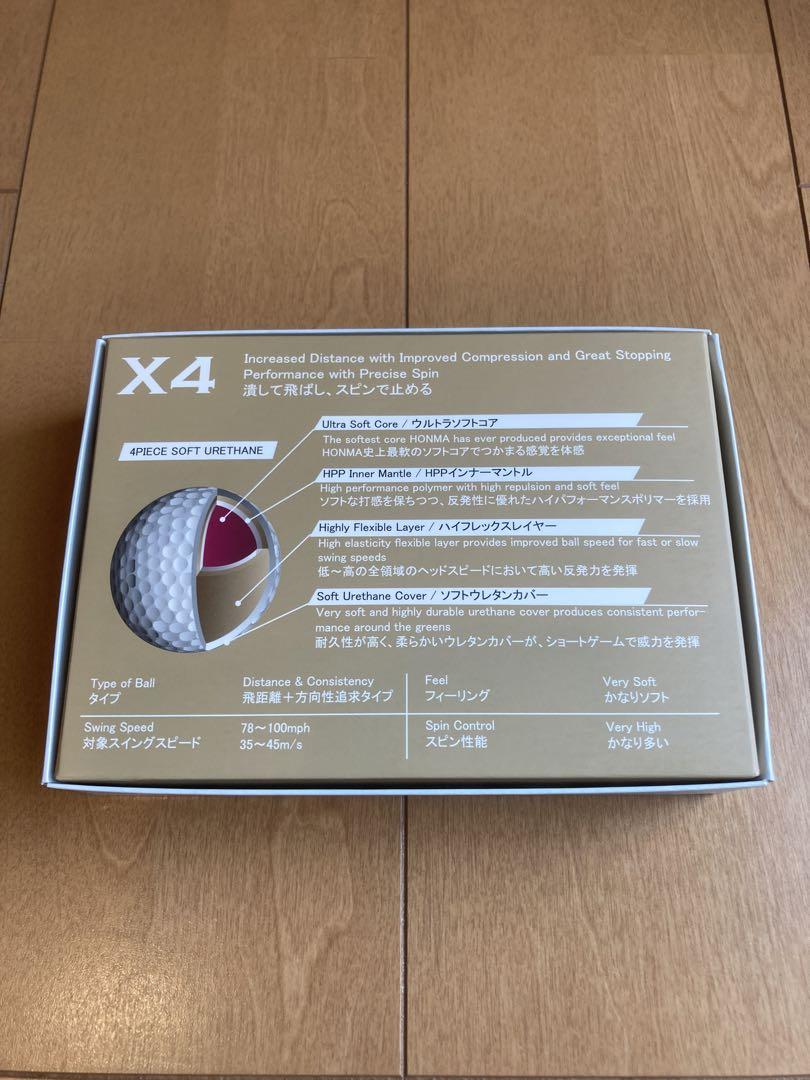 X4
Increased Distance with Improved Compression and Great Stopping
Performance with Precise Spin
潰して飛ばし、スピンで止める
4PIECE SOFT URETHANE
Ultra Soft Core / ウルトラソフトコア
The softest core HONMA has ever produced provides exceptional feel
HONMA史上最軟のソフトコアでつかまる感覚を体感
HPP Inner Mantle / HPPインナーマントル
High performance polymer with high repulsion and soft feel
ソフトな打感を保ちつつ、反発性に優れたハイパフォーマンスポリマーを採用
Highly Flexible Layer / ハイフレックスレイヤー
High elasticity flexible layer provides improved ball speed for fast or slow
swing speeds
低～高の全領域のヘッドスピードにおいて高い反発力を発揮
Soft Urethane Cover / ソフトウレタンカバー
Very soft and highly durable urethane cover produces consistent perfor-
mance around the greens
耐久性が高く、柔らかいウレタンカバーが、ショートゲームで威力を発揮
Type of Ball Distance & Consistency Feel Very Soft
タイプ 飛距離＋方向性追求タイプ フィーリング かなりソフト
Swing Speed 78～100mph Spin Control Very High
対象スイングスピード 35～45m/s スピン性能 かなり多い